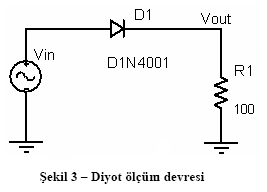 D1
Vout
Vin
D1N4001
R1
100
Şekil 3 – Diyot ölçüm devresi